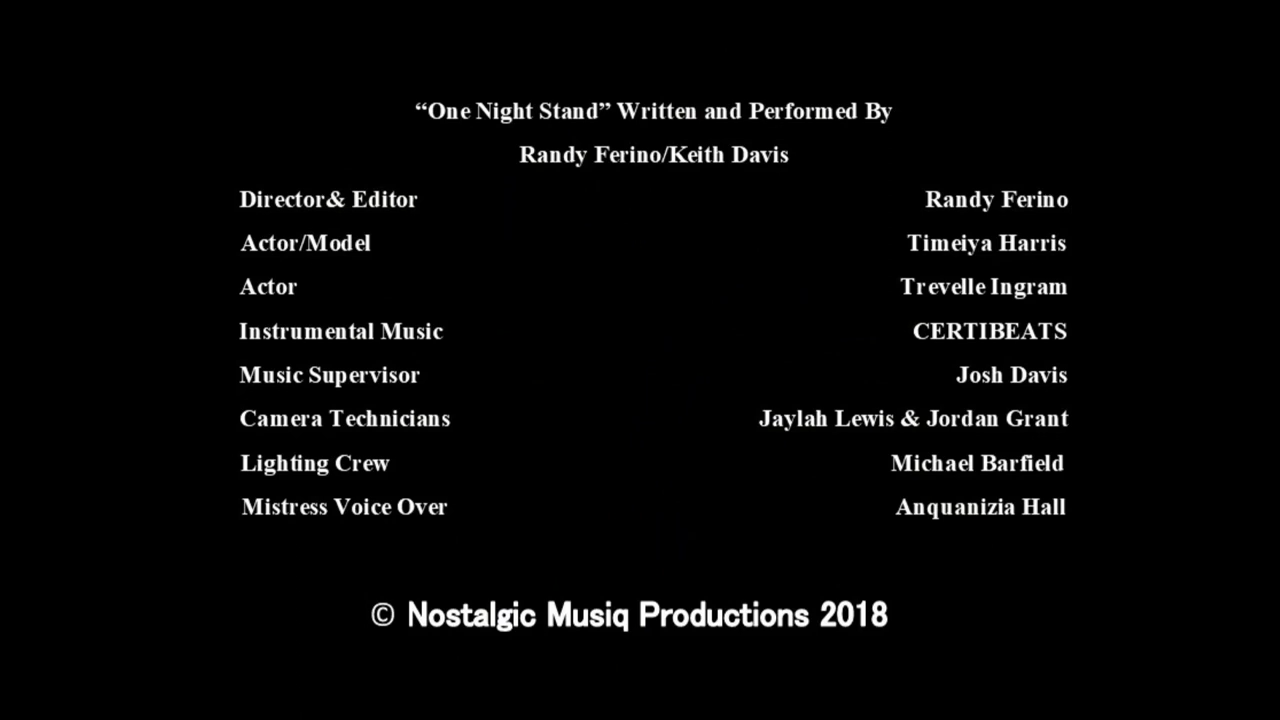 “One Night Stand” Written and Performed By
Randy Ferino/Keith Davis
Director& Editor Randy Ferino
Actor/Model Timeiya Harris
Actor Trevelle Ingram
Instrumental Music CERTIBEATS
Music Supervisor Josh Davis
Camera Technicians Jaylah Lewis & Jordan Grant
Lighting Crew Michael Barfield
Mistress Voice Over Anquanizia Hall
© Nostalgic Musiq Productions 2018